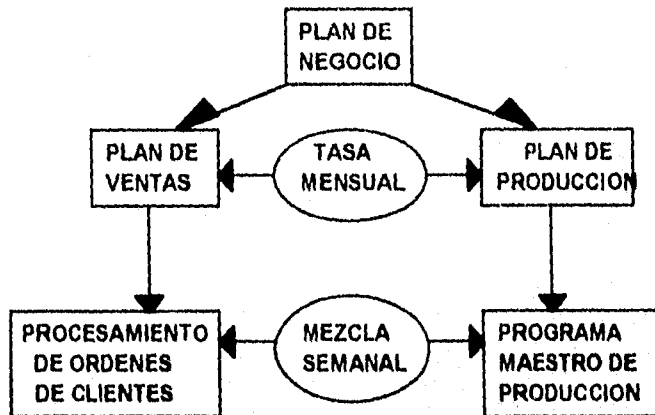 PLAN DE
NEGOCIO
PLAN DE
VENTAS
TASA
MENSUAL
PLAN DE
PRODUCCION
PROCESAMIENTO
DE ORDENES
DE CLIENTES
MEZCLA
SEMANAL
PROGRAMA
MAESTRO DE
PRODUCCION